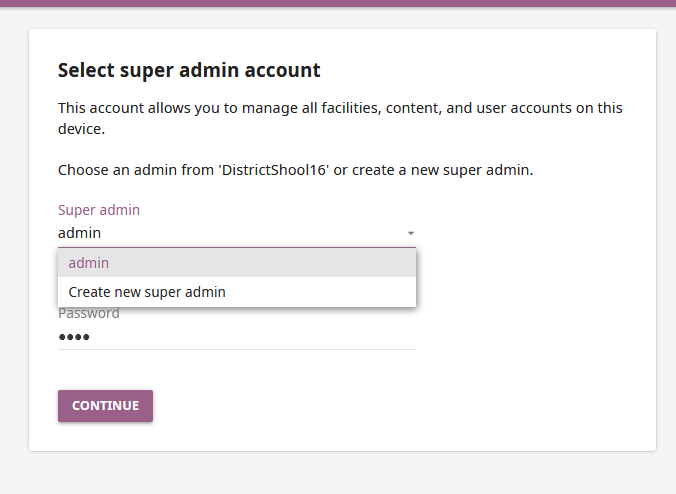 Select super admin account
This account allows you to manage all facilities, content, and user accounts on this
device.
Choose an admin from 'DistrictShool16' or create a new super admin.
Super admin
admin
admin
Create new super admin
Password
••••
CONTINUE